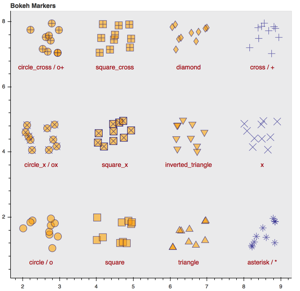 Bokeh Markers
8
circle_cross / o+ square_cross diamond cross / +
6
circle_x / ox square_x inverted_triangle x
4
2
circle / o square triangle asterisk / *
2 3 4 5 6 7 8 9